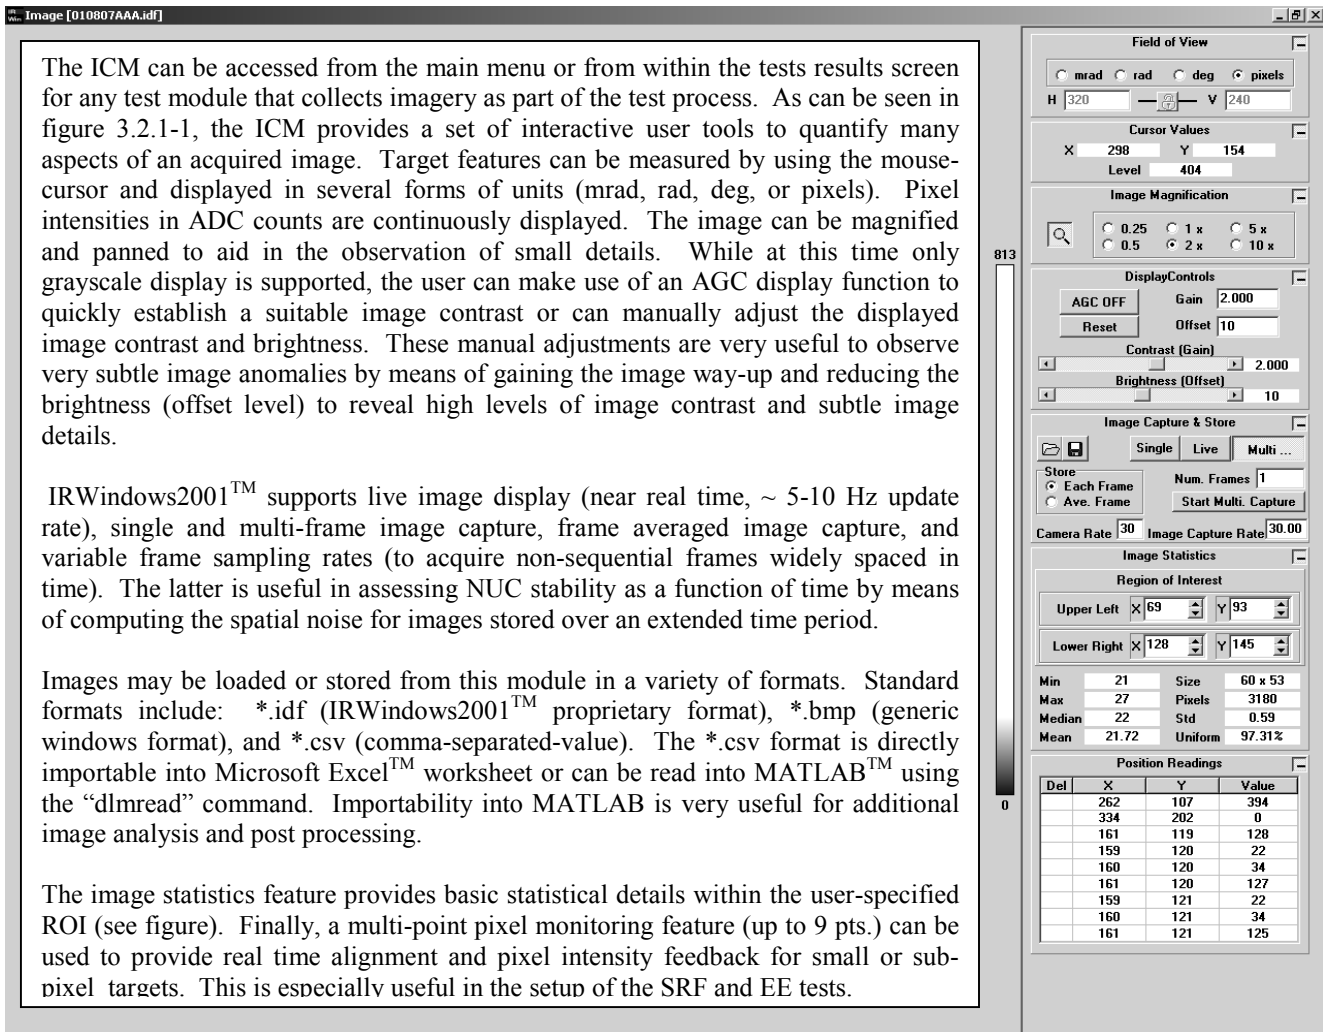 IR Win Image [010807AAA.idf]
The ICM can be accessed from the main menu or from within the tests results screen
for any test module that collects imagery as part of the test process. As can be seen in
figure 3.2.1-1, the ICM provides a set of interactive user tools to quantify many
aspects of an acquired image. Target features can be measured by using the mouse-
cursor and displayed in several forms of units (mrad, rad, deg, or pixels). Pixel
intensities in ADC counts are continuously displayed. The image can be magnified
and panned to aid in the observation of small details. While at this time only
grayscale display is supported, the user can make use of an AGC display function to
quickly establish a suitable image contrast or can manually adjust the displayed
image contrast and brightness. These manual adjustments are very useful to observe
very subtle image anomalies by means of gaining the image way-up and reducing the
brightness (offset level) to reveal high levels of image contrast and subtle image
details.
IRWindows2001TM supports live image display (near real time, ~ 5-10 Hz update
rate), single and multi-frame image capture, frame averaged image capture, and
variable frame sampling rates (to acquire non-sequential frames widely spaced in
time). The latter is useful in assessing NUC stability as a function of time by means
of computing the spatial noise for images stored over an extended time period.
Images may be loaded or stored from this module in a variety of formats. Standard
formats include: *.idf (IRWindows2001TM proprietary format), *.bmp (generic
windows format), and *.csv (comma-separated-value). The *.csv format is directly
importable into Microsoft ExcelTM worksheet or can be read into MATLABTM using
the “dlmread” command. Importability into MATLAB is very useful for additional
image analysis and post processing.
The image statistics feature provides basic statistical details within the user-specified
ROI (see figure). Finally, a multi-point pixel monitoring feature (up to 9 pts.) can be
used to provide real time alignment and pixel intensity feedback for small or sub-
pixel targets. This is especially useful in the setup of the SRF and EE tests.
813
0
Field of View
mrad rad deg pixels
H 320 V 240
Cursor Values
X 298 Y 154
Level 404
Image Magnification
0.25 1 x 5 x
0.5 2 x 10 x
DisplayControls
AGC OFF Gain 2.000
Reset Offset 10
Contrast (Gain)
2.000
Brightness (Offset)
10
Image Capture & Store
Single Live Multi ...
Store
Each Frame Num. Frames 1
Ave. Frame Start Multi. Capture
Camera Rate 30 Image Capture Rate 30.00
Image Statistics
Region of Interest
Upper Left X 69 Y 93
Lower Right X 128 Y 145
Min 21 Size 60 x 53
Max 27 Pixels 3180
Median 22 Std 0.59
Mean 21.72 Uniform 97.31%
Position Readings
Del X Y Value
262 107 394
334 202 0
161 119 128
159 120 22
160 120 34
161 120 127
159 121 22
160 121 34
161 121 125